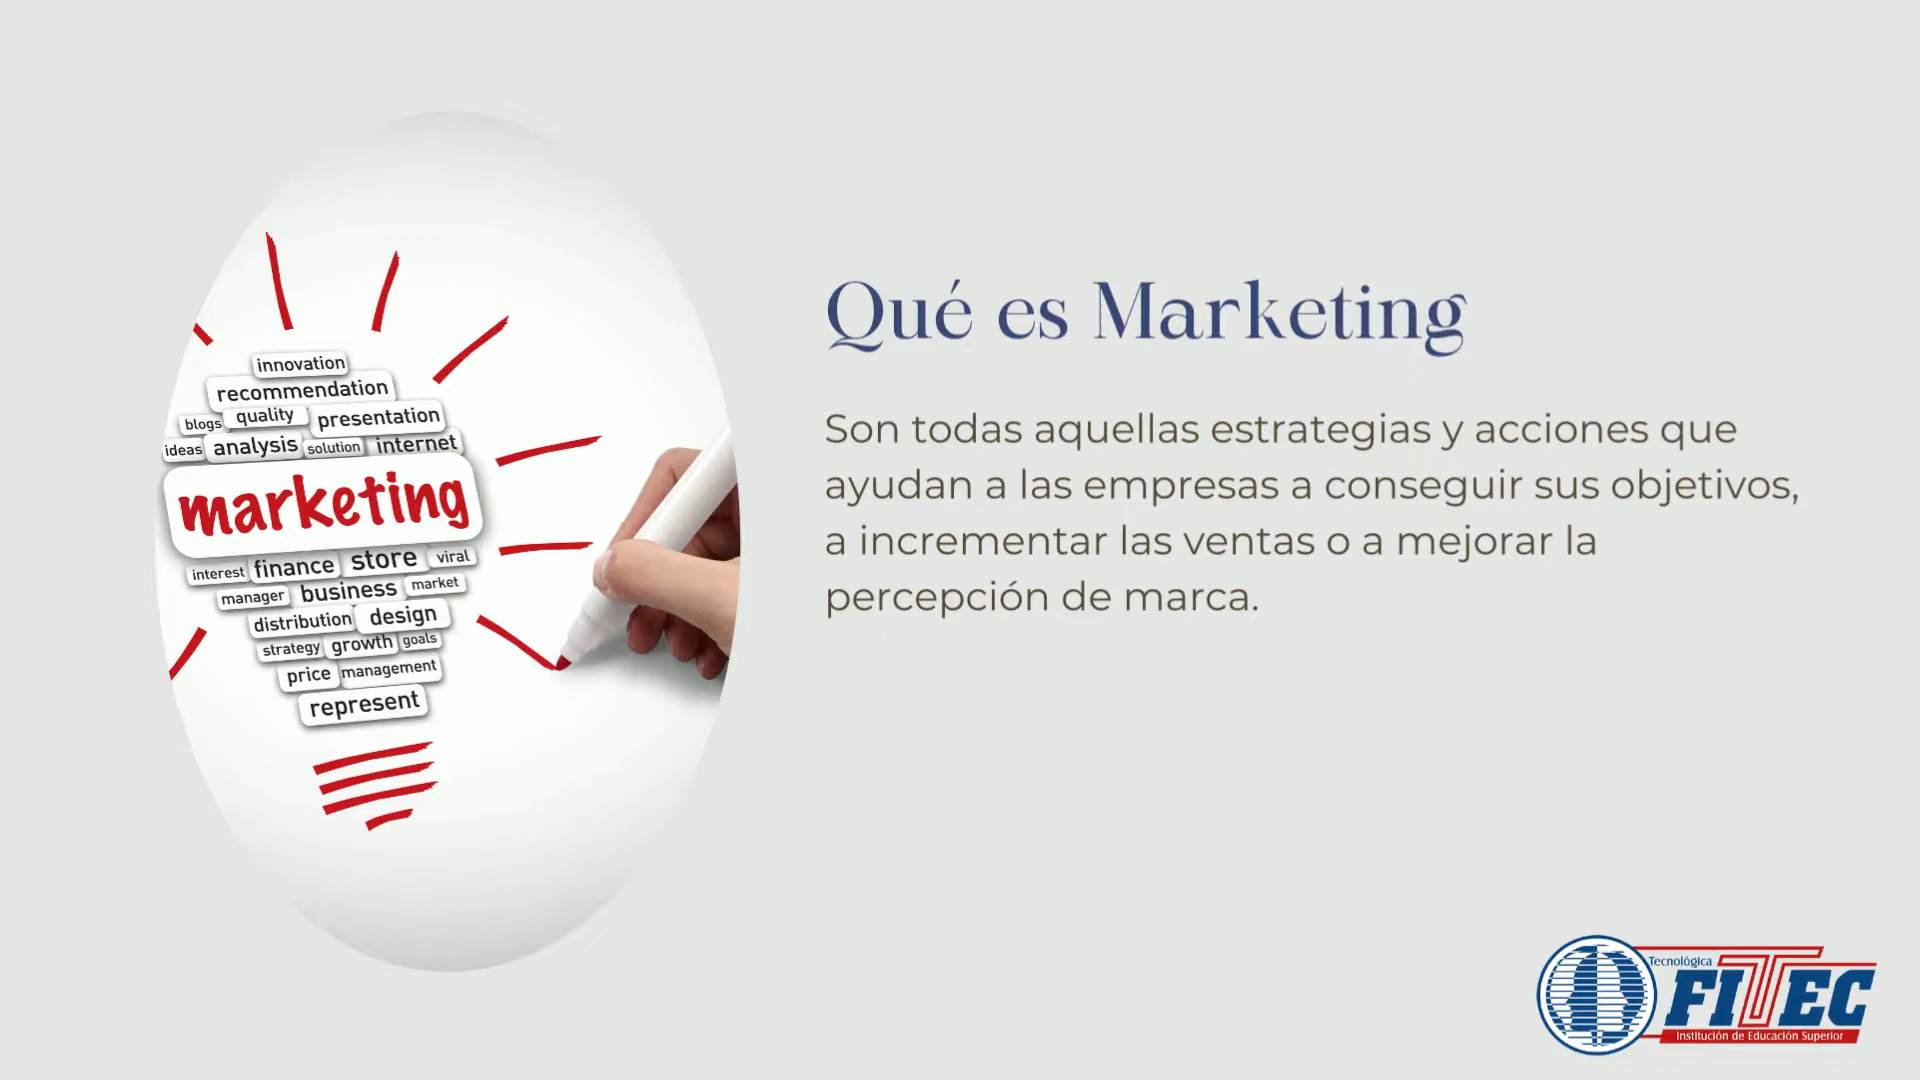 Qué es Marketing
Son todas aquellas estrategias y acciones que
ayudan a las empresas a conseguir sus objetivos,
a incrementar las ventas o a mejorar la
percepción de marca.
innovation
recommendation
blogs quality presentation
ideas analysis solution internet
marketing
interest finance store viral
manager business market
distribution design
strategy growth goals
price management
represent
Tecnológica
FITEC
Institución de Educación Superior